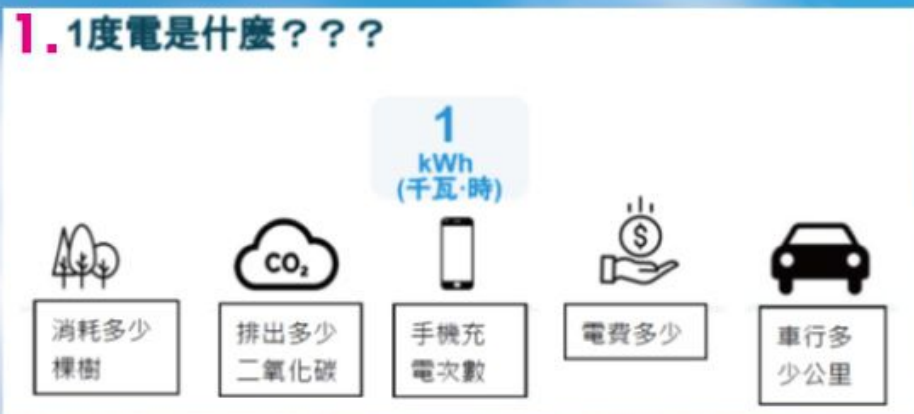 1.1度電是什麼？？？
1
kWh
(千瓦·時)
CO₂
$
消耗多少
棵樹
排出多少
二氧化碳
手機充
電次數
電費多少
車行多
少公里